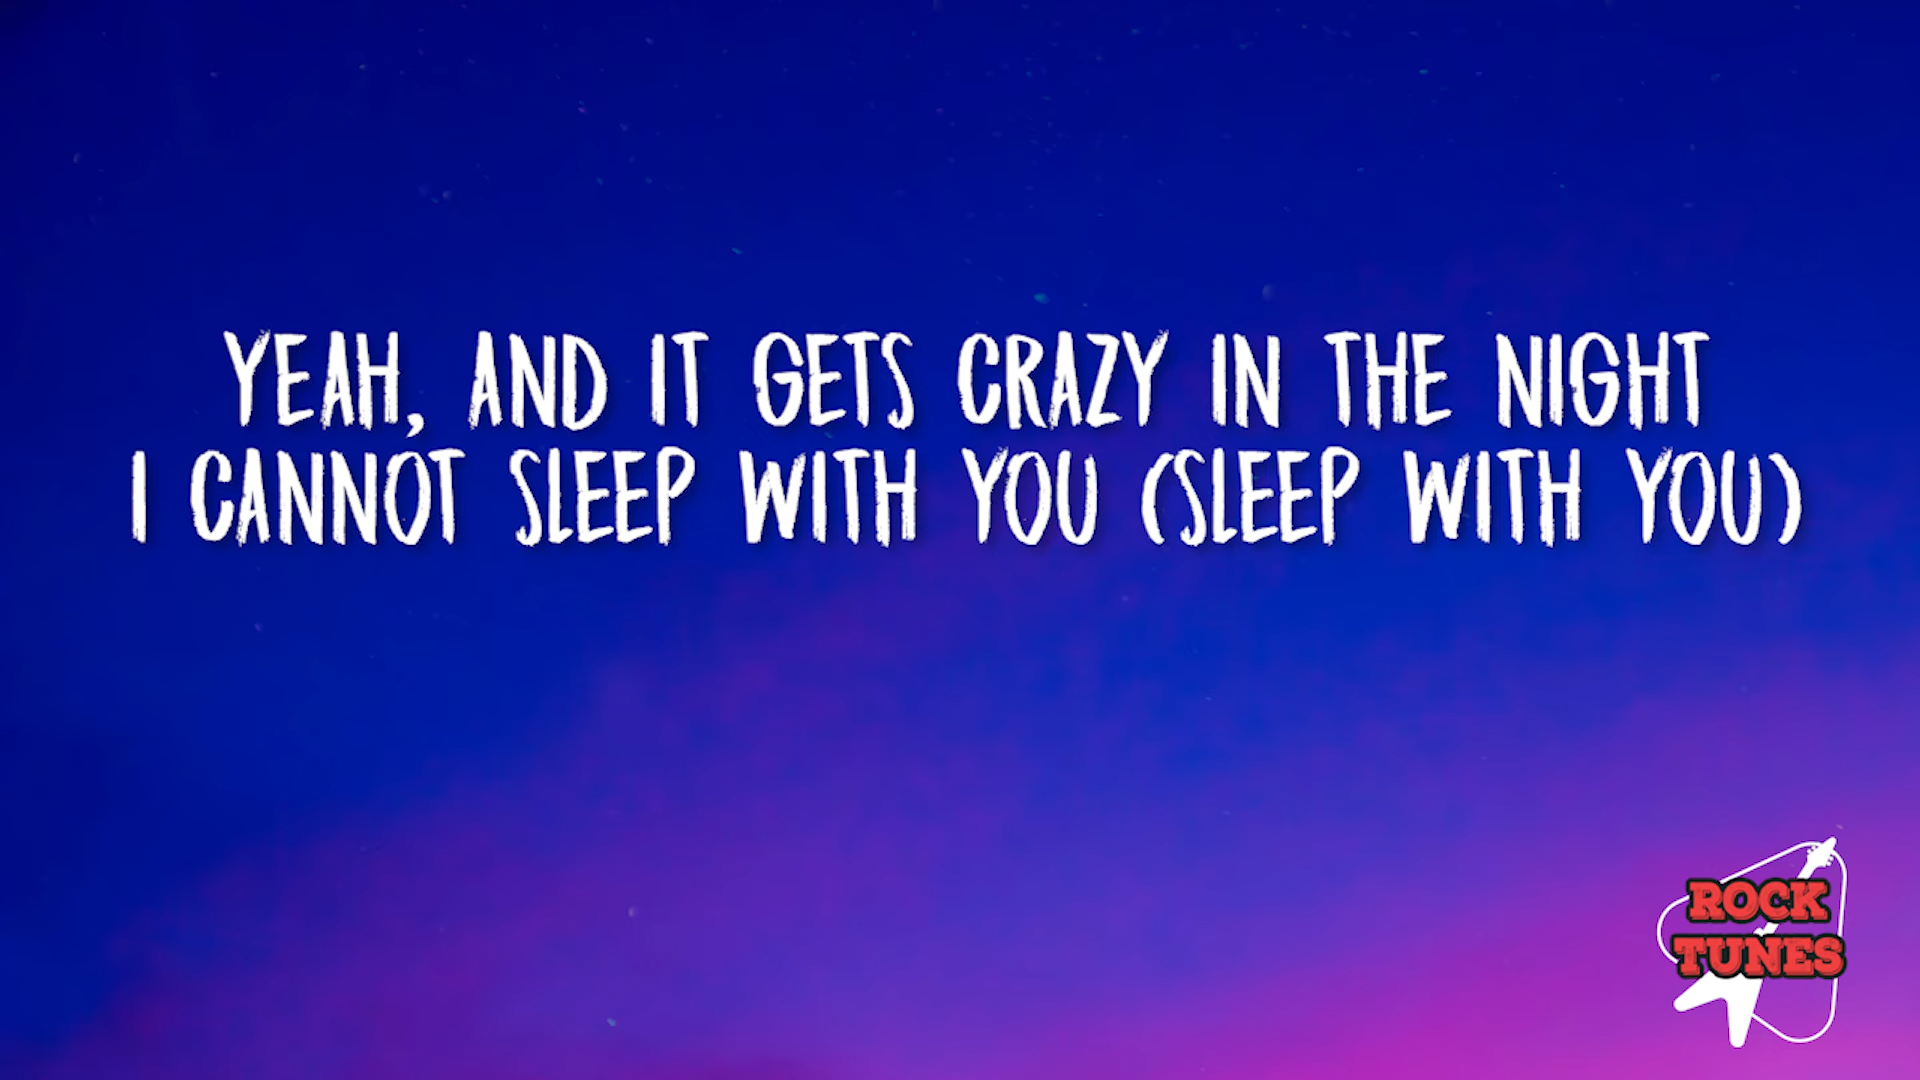 YEAH, AND IT GETS CRAZY IN THE NIGHT
I CANNOT SLEEP WITH YOU (SLEEP WITH YOU)
ROCK
TUNES